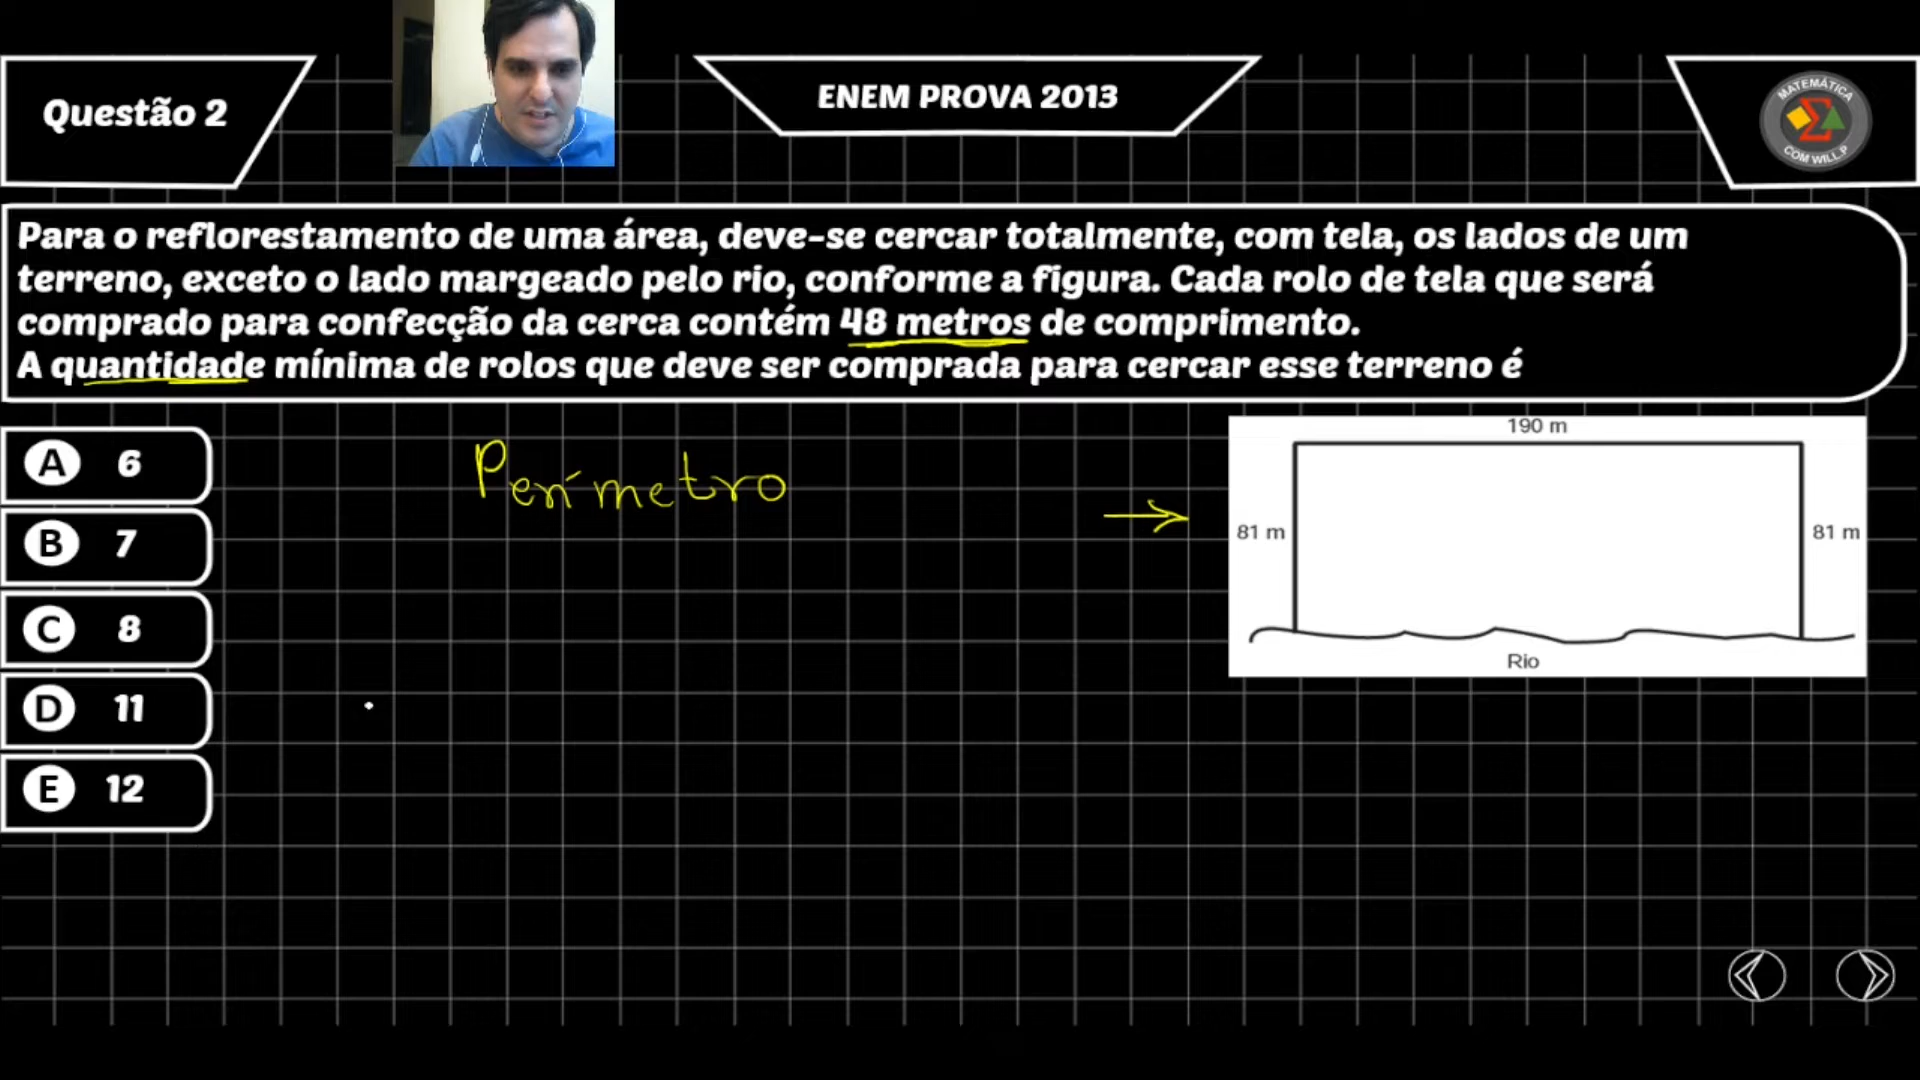 Questão 2
ENEM PROVA 2013
MATEMÁTICA
COM WILL.P
Para o reflorestamento de uma área, deve-se cercar totalmente, com tela, os lados de um
terreno, exceto o lado margeado pelo rio, conforme a figura. Cada rolo de tela que será
comprado para confecção da cerca contém 48 metros de comprimento.
A quantidade mínima de rolos que deve ser comprada para cercar esse terreno é
A 6
B 7
C 8
D 11
E 12
Perímetro
190 m
81 m
81 m
Rio